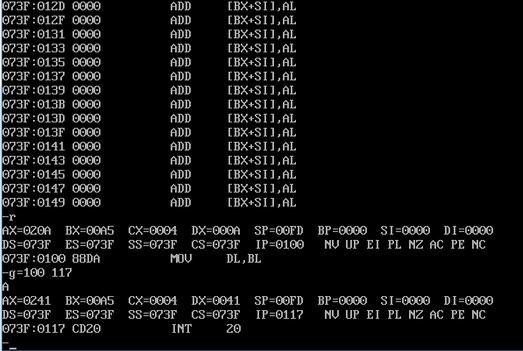 073F:012D 0000 ADD [BX+SI],AL
073F:012F 0000 ADD [BX+SI],AL
073F:0131 0000 ADD [BX+SI],AL
073F:0133 0000 ADD [BX+SI],AL
073F:0135 0000 ADD [BX+SI],AL
073F:0137 0000 ADD [BX+SI],AL
073F:0139 0000 ADD [BX+SI],AL
073F:013B 0000 ADD [BX+SI],AL
073F:013D 0000 ADD [BX+SI],AL
073F:013F 0000 ADD [BX+SI],AL
073F:0141 0000 ADD [BX+SI],AL
073F:0143 0000 ADD [BX+SI],AL
073F:0145 0000 ADD [BX+SI],AL
073F:0147 0000 ADD [BX+SI],AL
073F:0149 0000 ADD [BX+SI],AL
-r
AX=020A BX=00A5 CX=0004 DX=000A SP=00FD BP=0000 SI=0000 DI=0000
DS=073F ES=073F SS=073F CS=073F IP=0100 NV UP EI PL NZ AC PE NC
073F:0100 88DA MOV DL,BL
-g=100 117
A
AX=0241 BX=00A5 CX=0004 DX=0041 SP=00FD BP=0000 SI=0000 DI=0000
DS=073F ES=073F SS=073F CS=073F IP=0117 NV UP EI PL NZ AC PE NC
073F:0117 CD20 INT 20
-_